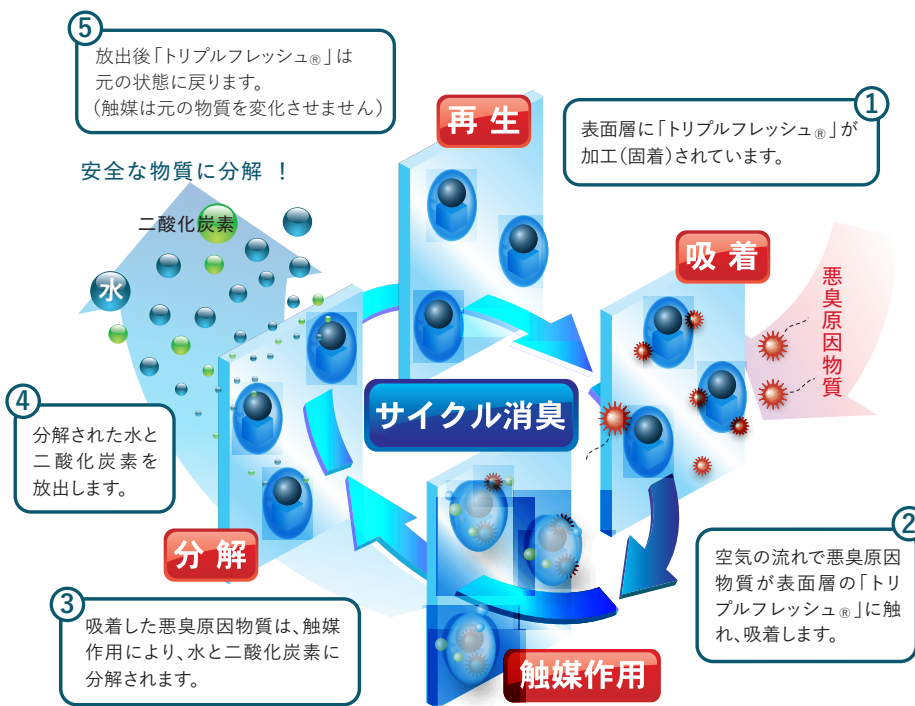 ⑤
放出後「トリプルフレッシュ®」は
元の状態に戻ります。
（触媒は元の物質を変化させません）
再生
①
表面層に「トリプルフレッシュ®」が
加工（固着）されています。
安全な物質に分解 ！
二酸化炭素
水
吸着
悪臭原因物質
サイクル消臭
④
分解された水と
二酸化炭素を
放出します。
分解
②
空気の流れで悪臭原因
物質が表面層の「トリ
プルフレッシュ®」に触
れ、吸着します。
③
吸着した悪臭原因物質は、触媒
作用により、水と二酸化炭素に
分解されます。
触媒作用